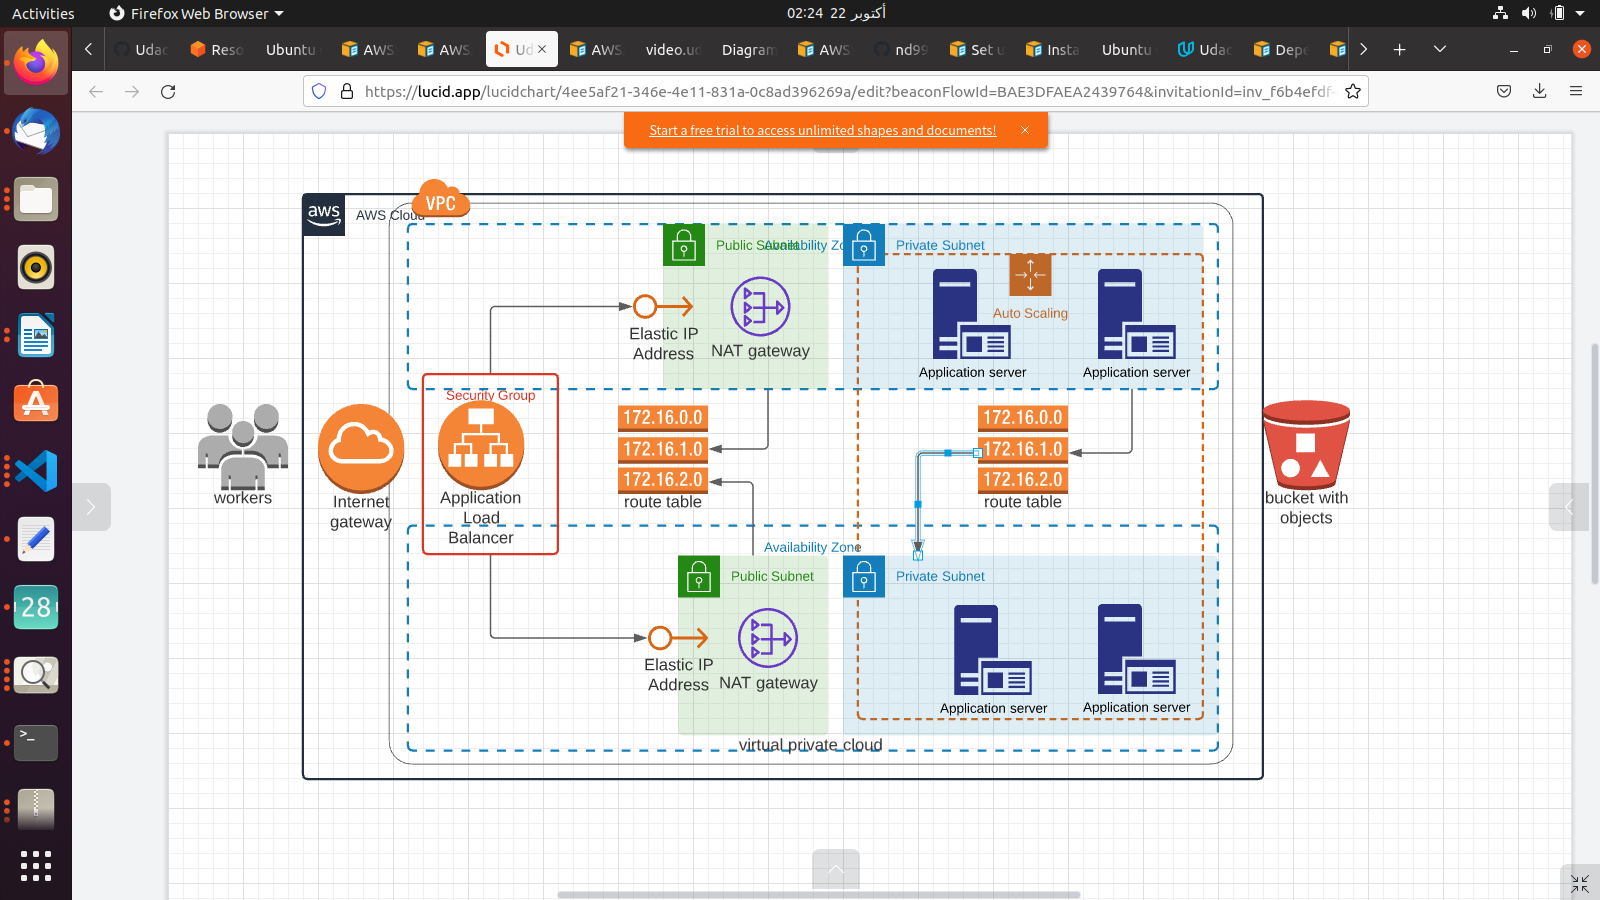 Activities
Firefox Web Browser
02:24 22 أكتوبر
Udac
Reso
Ubuntu
AWS
AWS
Ud
AWS
video.uc
Diagram
AWS
nd99
Set u
Insta
Ubuntu
Udac
Depe
https://lucid.app/lucidchart/4ee5af21-346e-4e11-831a-0c8ad396269a/edit?beaconFlowId=BAE3DFAEA2439764&invitationId=inv_f6b4efdf-
Start a free trial to access unlimited shapes and documents!
aws
AWS Cloud
VPC
Public Subnet
Availability Zo
Private Subnet
Auto Scaling
Elastic IP
Address
NAT gateway
Application server
Application server
Security Group
172.16.0.0
172.16.1.0
172.16.2.0
route table
172.16.0.0
172.16.1.0
172.16.2.0
route table
workers
Internet
gateway
Application
Load
Balancer
bucket with
objects
Availability Zone
Public Subnet
Private Subnet
Elastic IP
Address
NAT gateway
Application server
Application server
virtual private cloud
28
>_